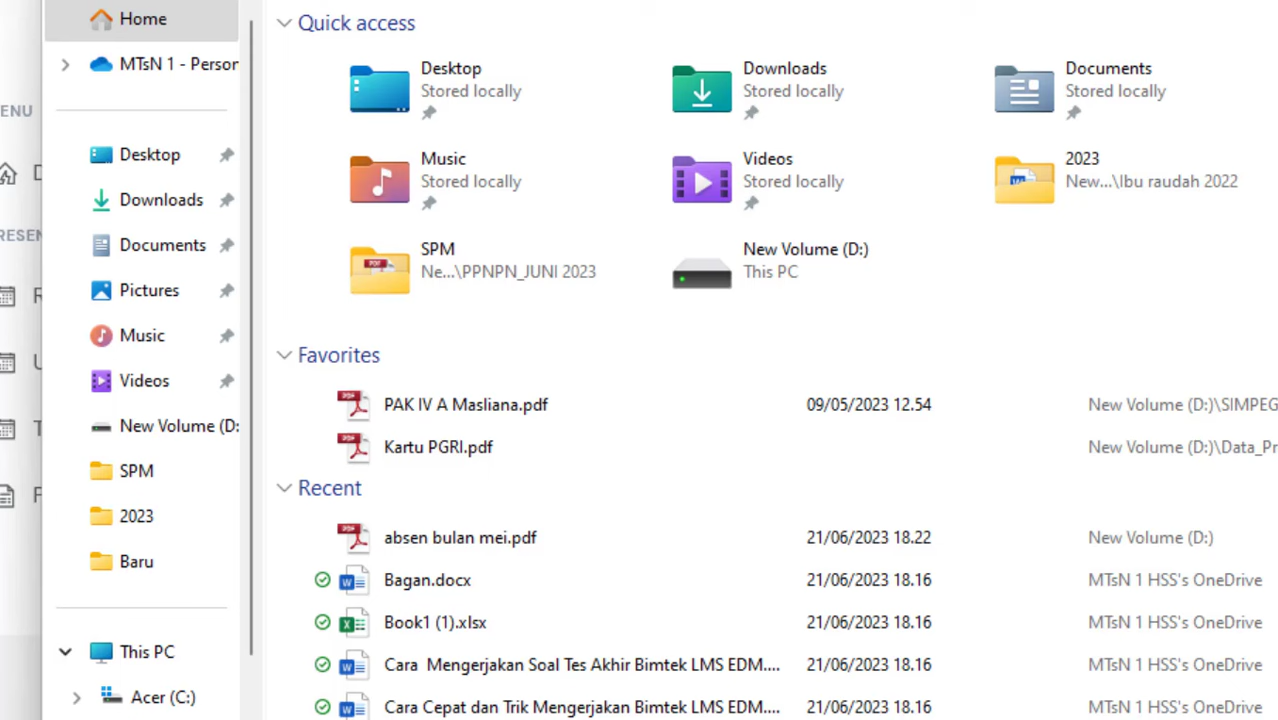 Home
MTsN 1 - Person
ENU
Desktop
Downloads
Documents
RESEN
Pictures
Music
Videos
New Volume (D:
SPM
2023
Baru
This PC
Acer (C:)
Quick access
Desktop
Stored locally
Downloads
Stored locally
Documents
Stored locally
Music
Stored locally
Videos
Stored locally
2023
New...\Ibu raudah 2022
SPM
Ne...\PPNPN_JUNI 2023
New Volume (D:)
This PC
Favorites
PAK IV A Masliana.pdf 09/05/2023 12.54 New Volume (D:)\SIMPEG
Kartu PGRI.pdf New Volume (D:)\Data_Pr
Recent
absen bulan mei.pdf 21/06/2023 18.22 New Volume (D:)
Bagan.docx 21/06/2023 18.16 MTsN 1 HSS's OneDrive
Book1 (1).xlsx 21/06/2023 18.16 MTsN 1 HSS's OneDrive
Cara  Mengerjakan Soal Tes Akhir Bimtek LMS EDM.... 21/06/2023 18.16 MTsN 1 HSS's OneDrive
Cara Cepat dan Trik Mengerjakan Bimtek LMS EDM.... 21/06/2023 18.16 MTsN 1 HSS's OneDrive